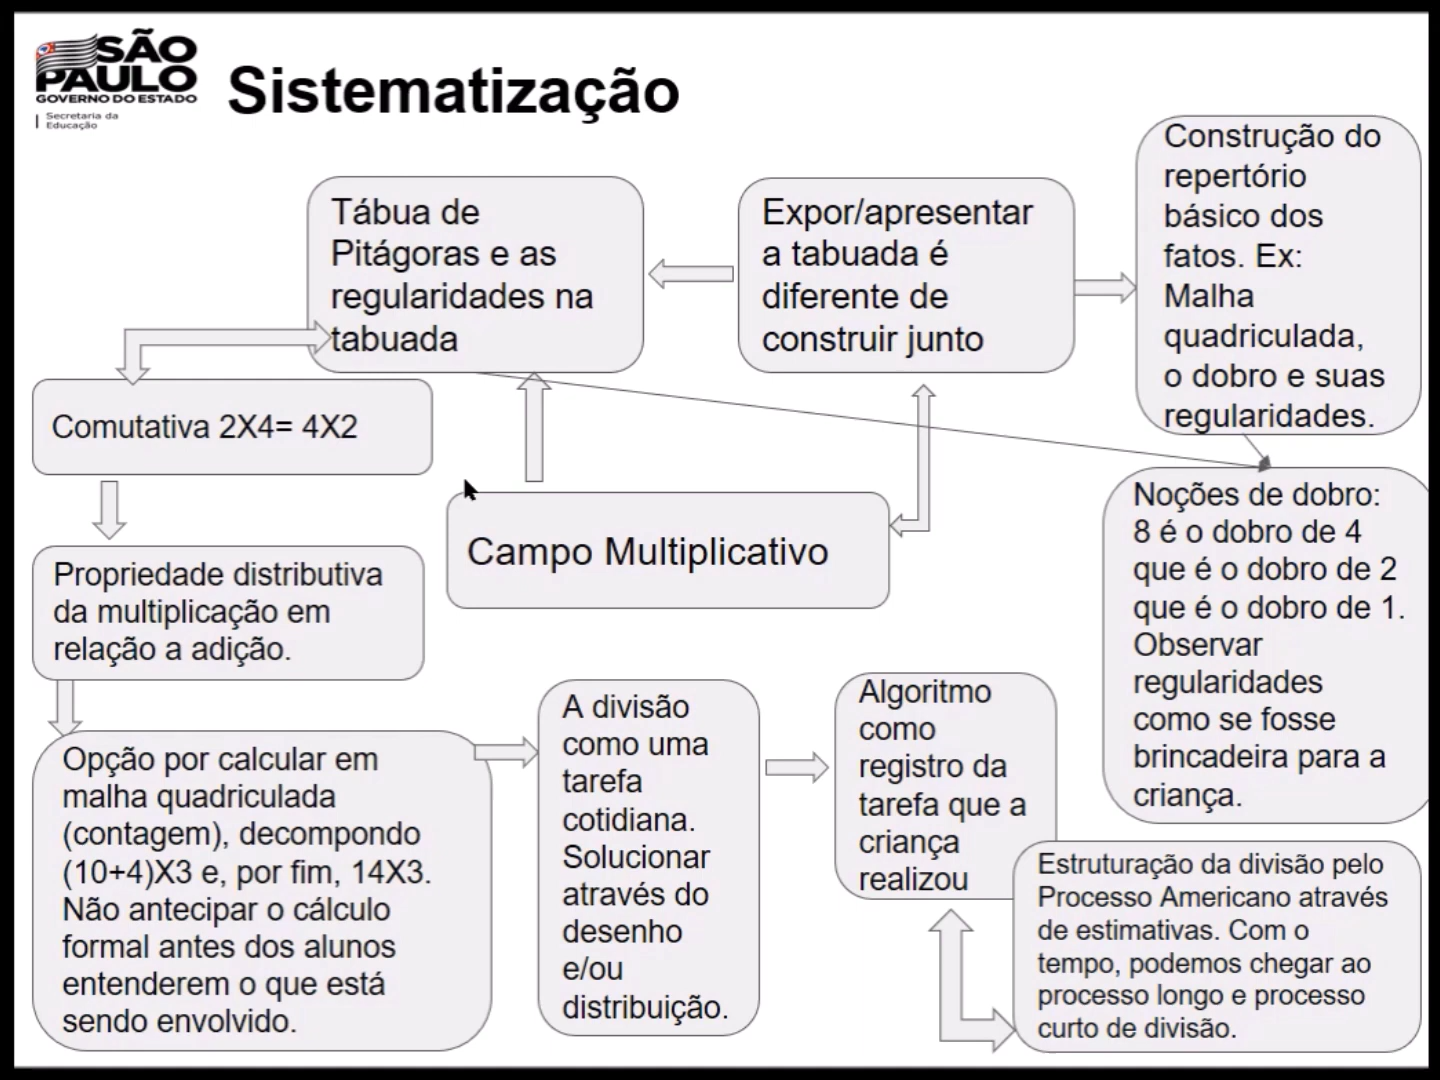 SÃO
PAULO
GOVERNO DO ESTADO
Secretaria da
Educação
Sistematização
Tábua de
Pitágoras e as
regularidades na
tabuada
Expor/apresentar
a tabuada é
diferente de
construir junto
Construção do
repertório
básico dos
fatos. Ex:
Malha
quadriculada,
o dobro e suas
regularidades.
Comutativa 2X4= 4X2
Campo Multiplicativo
Noções de dobro:
8 é o dobro de 4
que é o dobro de 2
que é o dobro de 1.
Observar
regularidades
como se fosse
brincadeira para a
criança.
Propriedade distributiva
da multiplicação em
relação a adição.
Opção por calcular em
malha quadriculada
(contagem), decompondo
(10+4)X3 e, por fim, 14X3.
Não antecipar o cálculo
formal antes dos alunos
entenderem o que está
sendo envolvido.
A divisão
como uma
tarefa
cotidiana.
Solucionar
através do
desenho
e/ou
distribuição.
Algoritmo
como
registro da
tarefa que a
criança
realizou
Estruturação da divisão pelo
Processo Americano através
de estimativas. Com o
tempo, podemos chegar ao
processo longo e processo
curto de divisão.